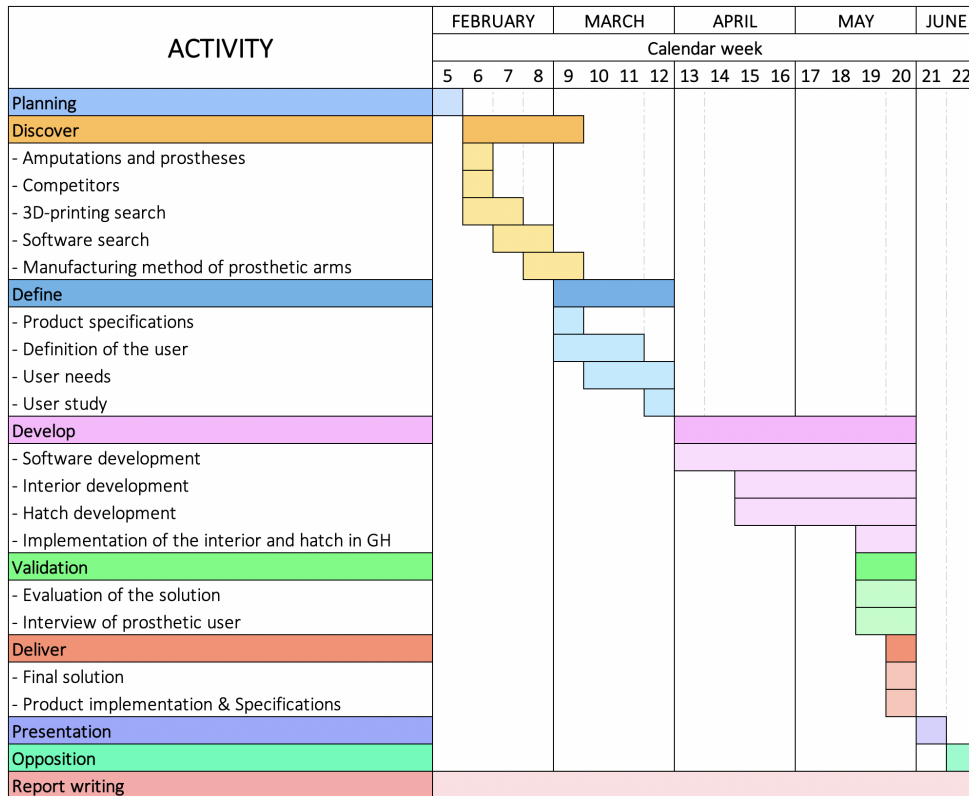 ACTIVITY
FEBRUARY MARCH APRIL MAY JUNE
Calendar week
5 6 7 8 9 10 11 12 13 14 15 16 17 18 19 20 21 22
Planning
Discover
- Amputations and prostheses
- Competitors
- 3D-printing search
- Software search
- Manufacturing method of prosthetic arms
Define
- Product specifications
- Definition of the user
- User needs
- User study
Develop
- Software development
- Interior development
- Hatch development
- Implementation of the interior and hatch in GH
Validation
- Evaluation of the solution
- Interview of prosthetic user
Deliver
- Final solution
- Product implementation & Specifications
Presentation
Opposition
Report writing